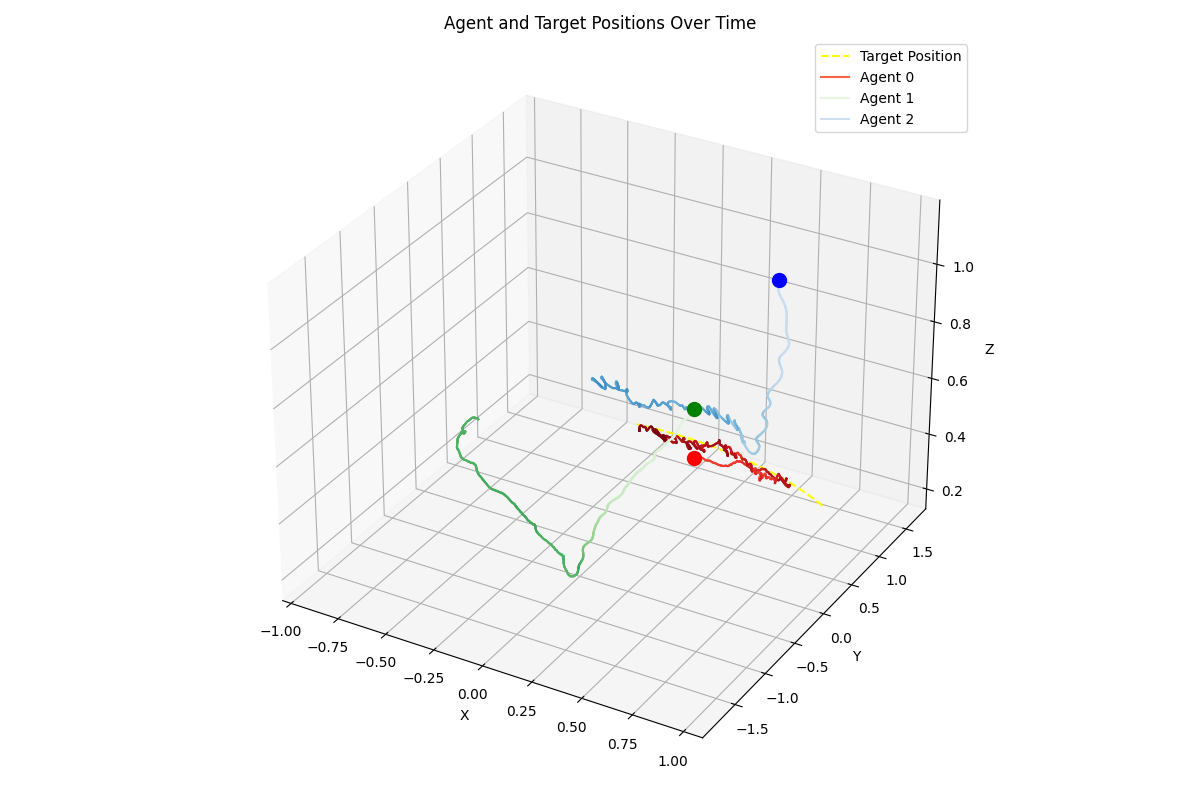 Agent and Target Positions Over Time
Target Position
Agent 0
Agent 1
Agent 2
1.0
0.8
0.6
0.4
0.2
Z
1.5
1.0
0.5
0.0
−0.5
−1.0
−1.5
Y
−1.00
−0.75
−0.50
−0.25
0.00
0.25
0.50
0.75
1.00
X